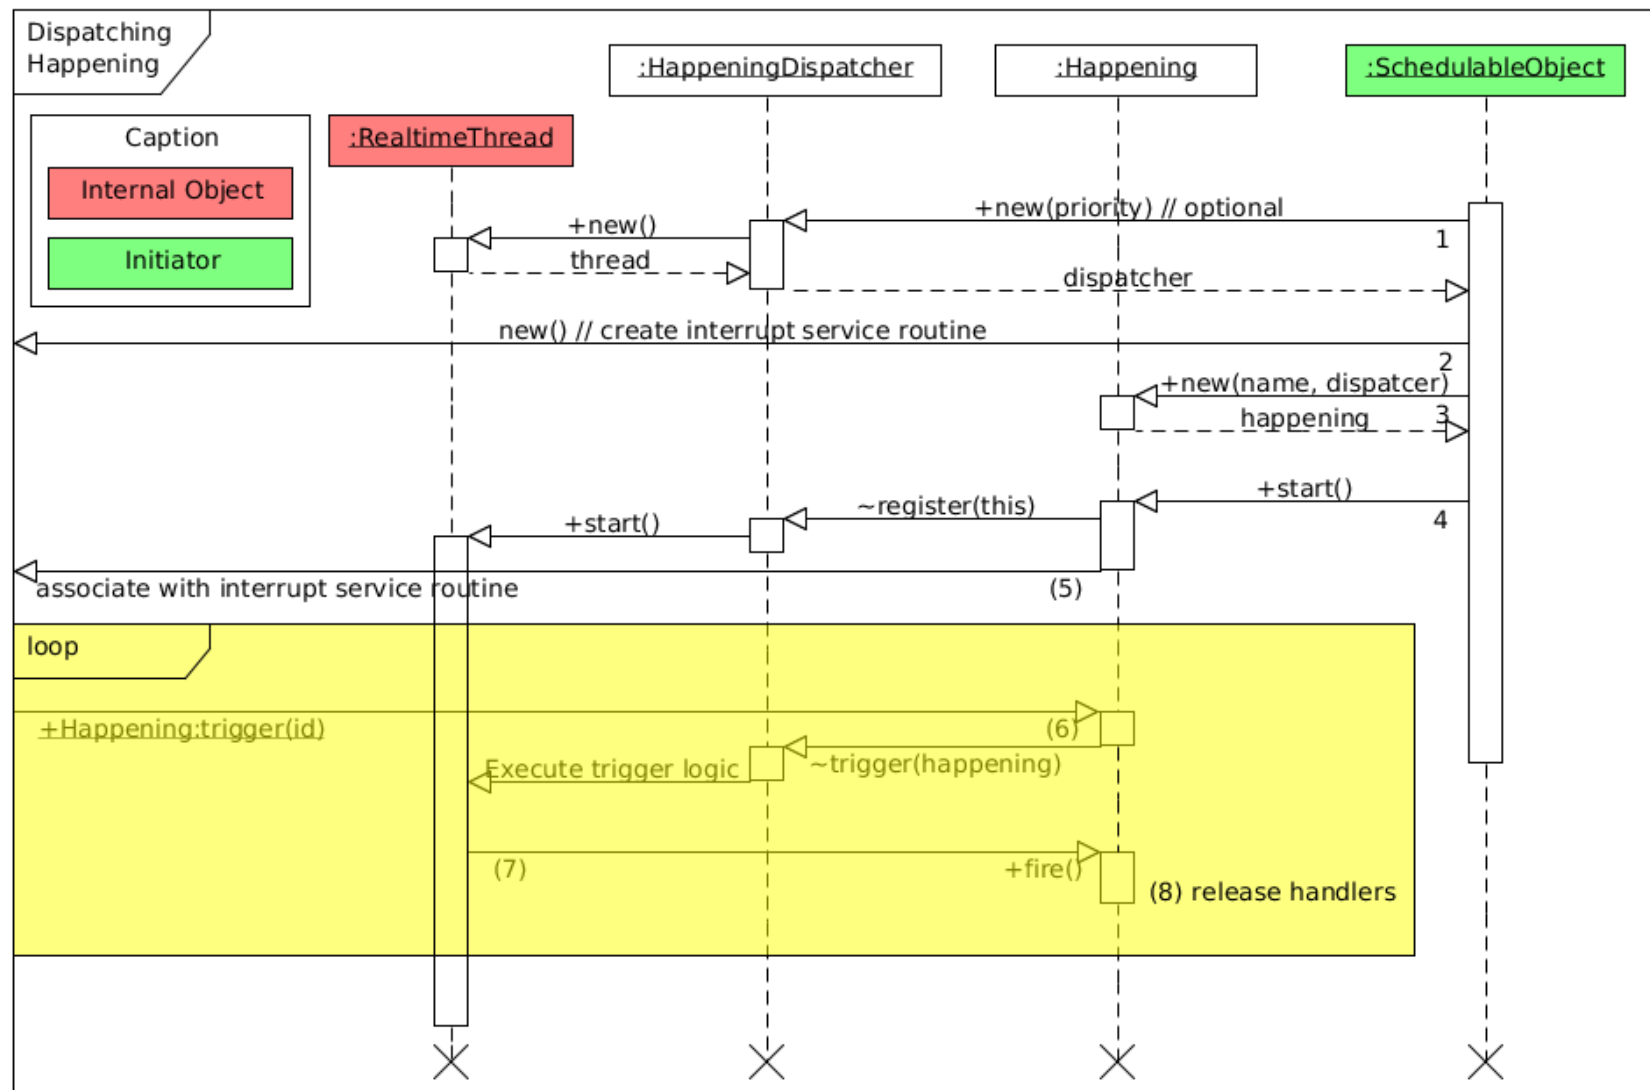 Dispatching
Happening
:HappeningDispatcher
:Happening
:SchedulableObject
Caption
:RealtimeThread
Internal Object
Initiator
+new(priority) // optional
+new()
1
thread
dispatcher
new() // create interrupt service routine
2
+new(name, dispatcer)
happening
3
+start()
~register(this)
+start()
4
associate with interrupt service routine
(5)
loop
+Happening:trigger(id)
(6)
Execute trigger logic
~trigger(happening)
(7)
+fire()
(8) release handlers